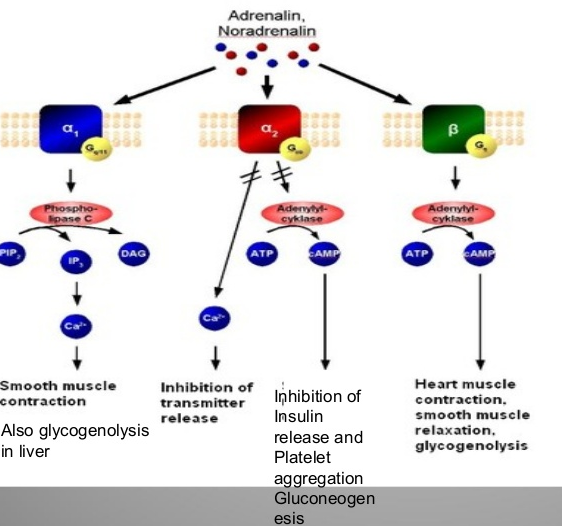 Adrenalin,
Noradrenalin
α₁
Gq/11
α₂
β
Gs
Phospho-
lipase C
Adenylyl-
cyklase
Adenylyl-
cyklase
PIP₂
IP₃
DAG
ATP
cAMP
ATP
cAMP
Ca²⁺
Ca²⁺
Smooth muscle
contraction
Also glycogenolysis
in liver
Inhibition of
transmitter
release
Inhibition of
Insulin
release and
Platelet
aggregation
Gluconeogen
esis
Heart muscle
contraction,
smooth muscle
relaxation,
glycogenolysis